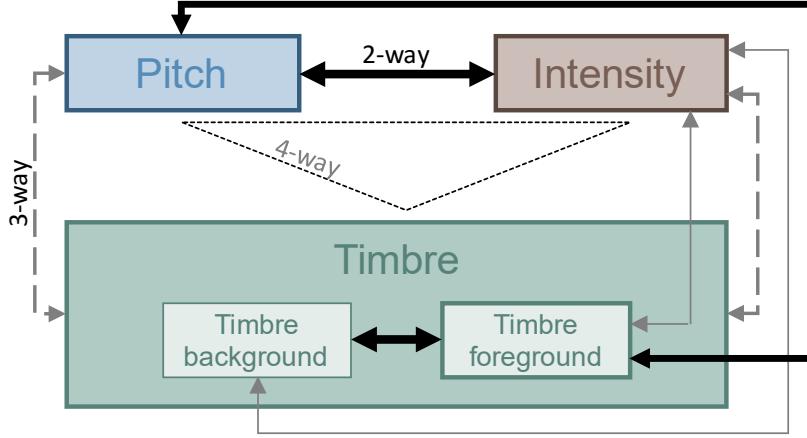 Pitch
2-way
Intensity
4-way
3-way
Timbre
Timbre
background
Timbre
foreground